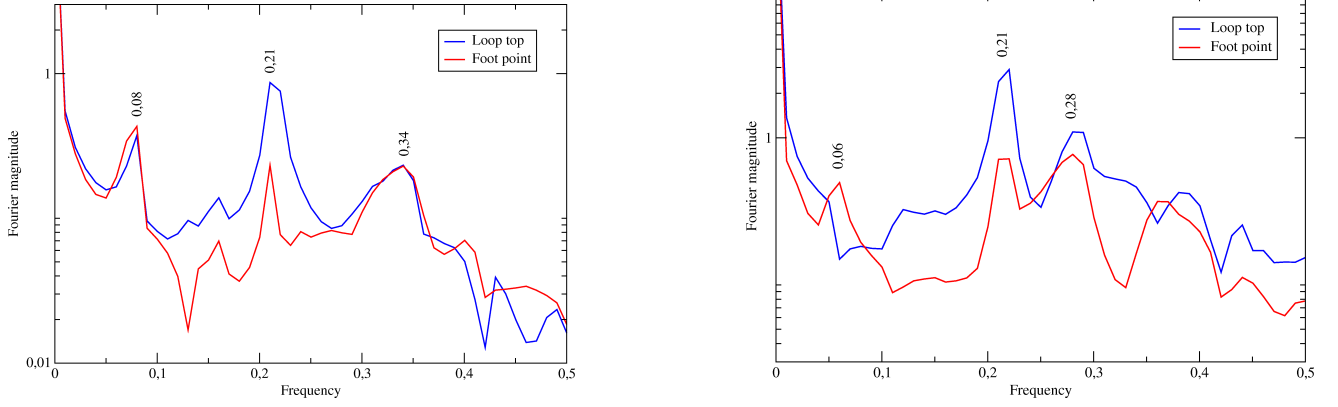 0,08
0,21
0,34
Loop top
Foot point
1
0,01
Fourier magnitude
0
0,1
0,2
0,3
0,4
0,5
Frequency
0,06
0,21
0,28
Loop top
Foot point
1
Fourier magnitude
0
0,1
0,2
0,3
0,4
0,5
Frequency